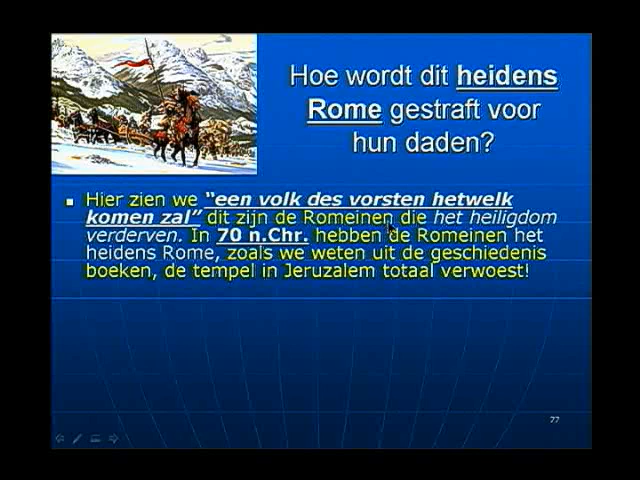 Hoe wordt dit heidens
Rome gestraft voor
hun daden?
Hier zien we “een volk des vorsten hetwelk
komen zal” dit zijn de Romeinen die het heiligdom
verderven. In 70 n.Chr. hebben de Romeinen het
heidens Rome, zoals we weten uit de geschiedenis
boeken, de tempel in Jeruzalem totaal verwoest!
77